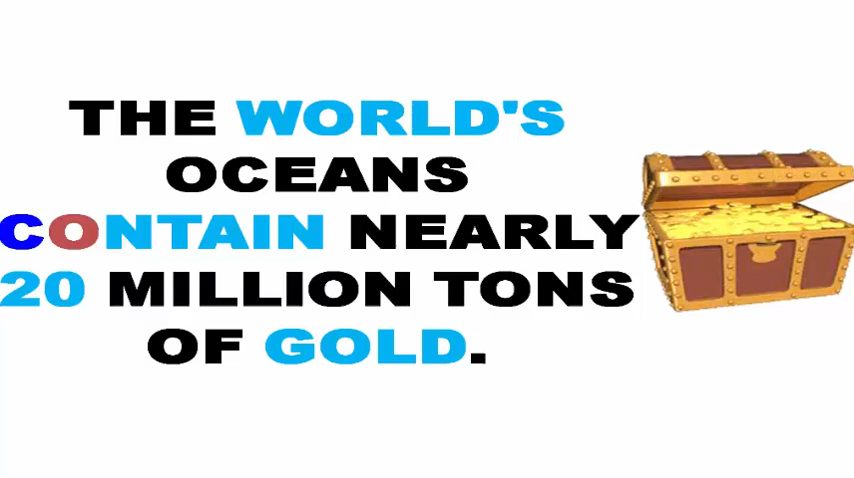 THE WORLD'S
OCEANS
CONTAIN NEARLY
20 MILLION TONS
OF GOLD.